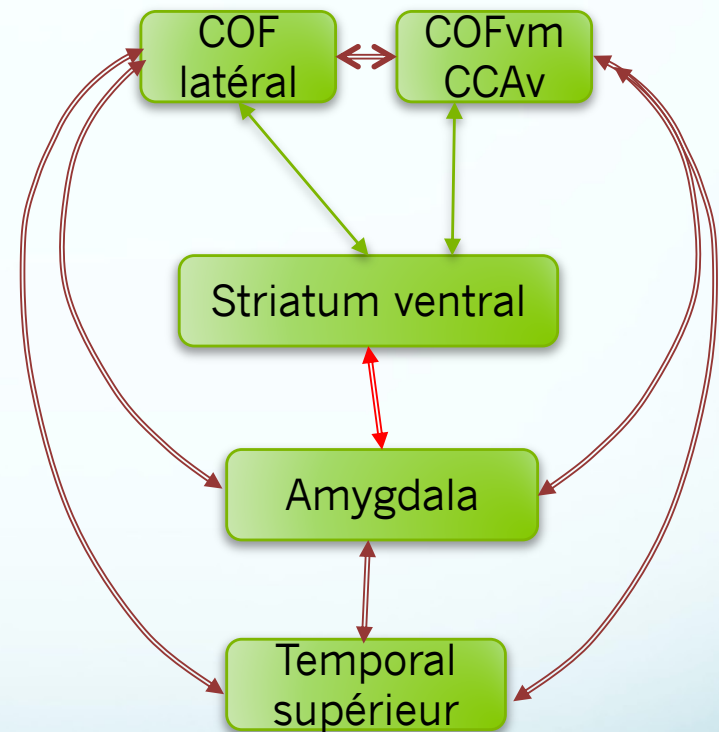 COF
latéral
COFvm
CCAv
Striatum ventral
Amygdala
Temporal
supérieur